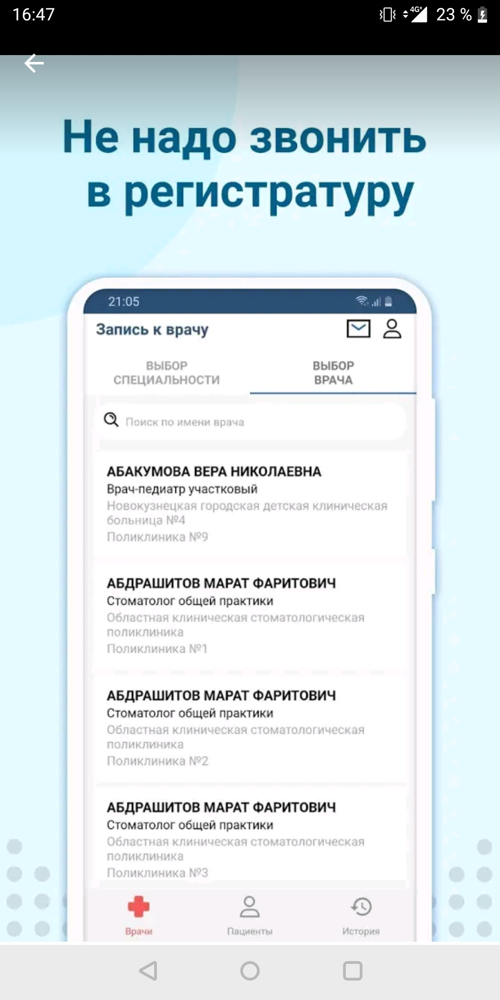 16:47
4G+
23 %
Не надо звонить
в регистратуру
21:05
Запись к врачу
ВЫБОР
СПЕЦИАЛЬНОСТИ
ВЫБОР
ВРАЧА
Поиск по имени врача
АБАКУМОВА ВЕРА НИКОЛАЕВНА
Врач-педиатр участковый
Новокузнецкая городская детская клиническая
больница №4
Поликлиника №9
АБДРАШИТОВ МАРАТ ФАРИТОВИЧ
Стоматолог общей практики
Областная клиническая стоматологическая
поликлиника
Поликлиника №1
АБДРАШИТОВ МАРАТ ФАРИТОВИЧ
Стоматолог общей практики
Областная клиническая стоматологическая
поликлиника
Поликлиника №2
АБДРАШИТОВ МАРАТ ФАРИТОВИЧ
Стоматолог общей практики
Областная клиническая стоматологическая
поликлиника
Поликлиника №3
Врачи
Пациенты
История